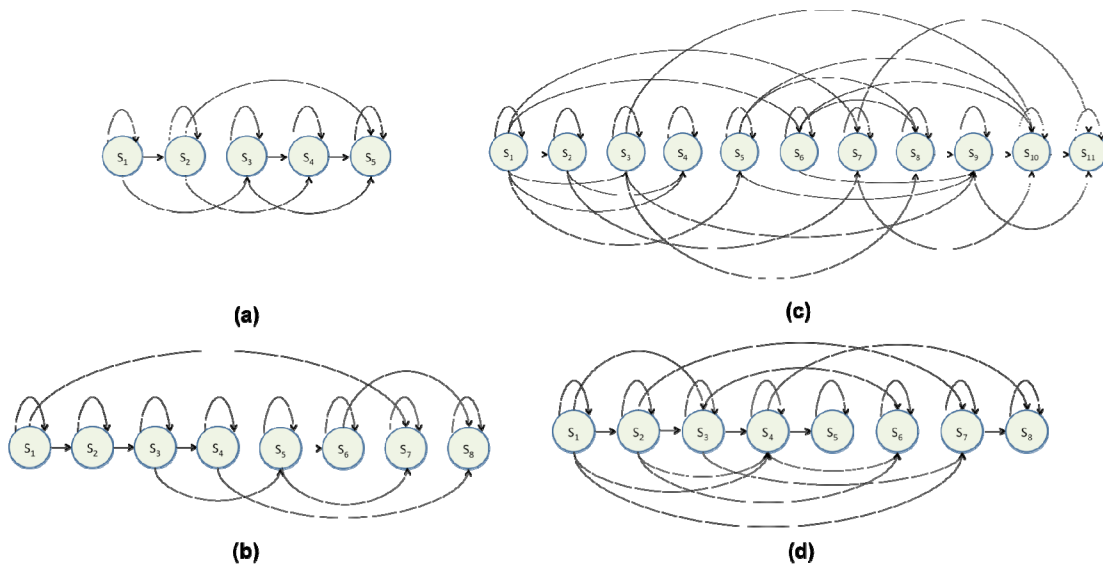 S1 S2 S3 S4 S5
S1 S2 S3 S4 S5 S6 S7 S8 S9 S10 S11
(a)
(c)
S1 S2 S3 S4 S5 S6 S7 S8
S1 S2 S3 S4 S5 S6 S7 S8
(b)
(d)